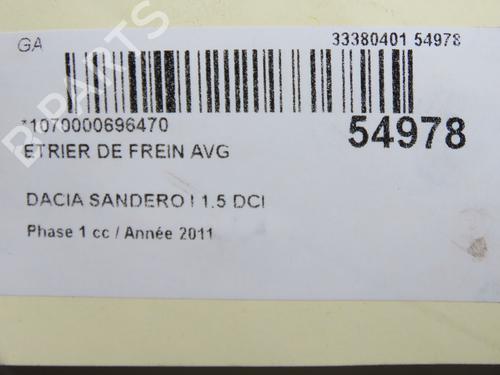 GA
33380401 54978
*1070000696470
54978
ETRIER DE FREIN AVG
DACIA SANDERO I 1.5 DCI
Phase 1 cc / Année 2011
B-PARTS